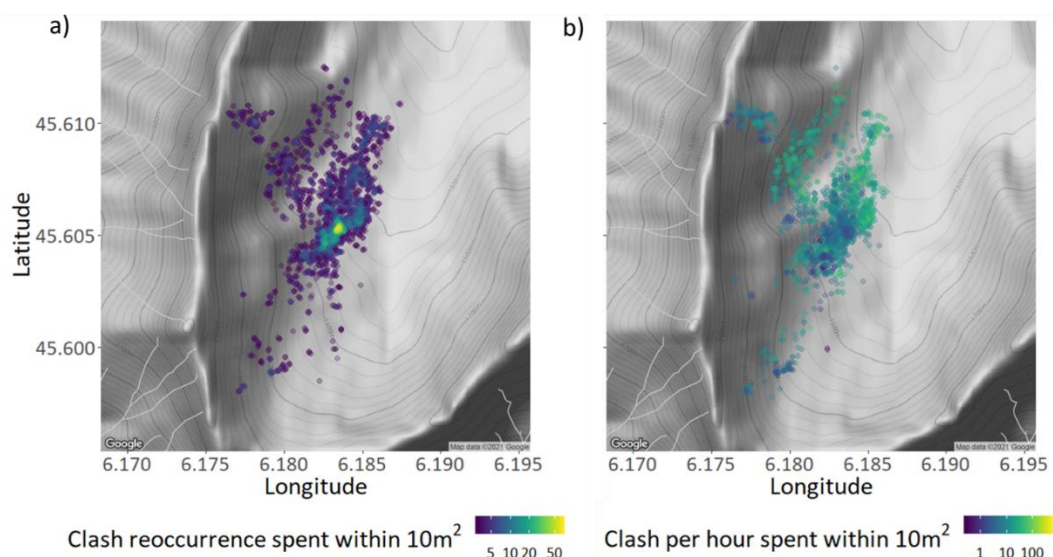 a)
b)
Latitude
45.610
45.605
45.600
Google
Map data ©2021 Google
Google
Map data ©2021 Google
6.170 6.175 6.180 6.185 6.190 6.195
6.170 6.175 6.180 6.185 6.190 6.195
Longitude
Longitude
Clash reoccurrence spent within 10m²
5 10 20 50
Clash per hour spent within 10m²
1 10 100